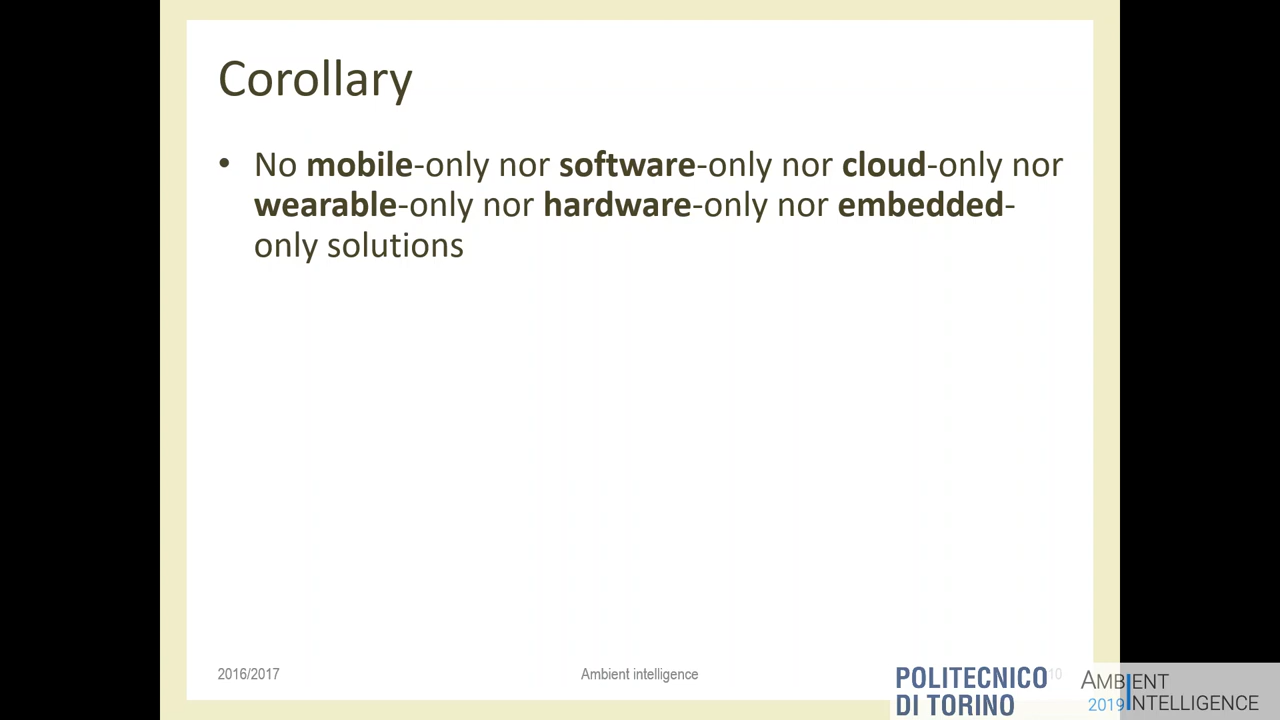 Corollary
• No mobile-only nor software-only nor cloud-only nor
wearable-only nor hardware-only nor embedded-
only solutions
2016/2017
Ambient intelligence
10
POLITECNICO
DI TORINO
AMBIENT
2019 INTELLIGENCE